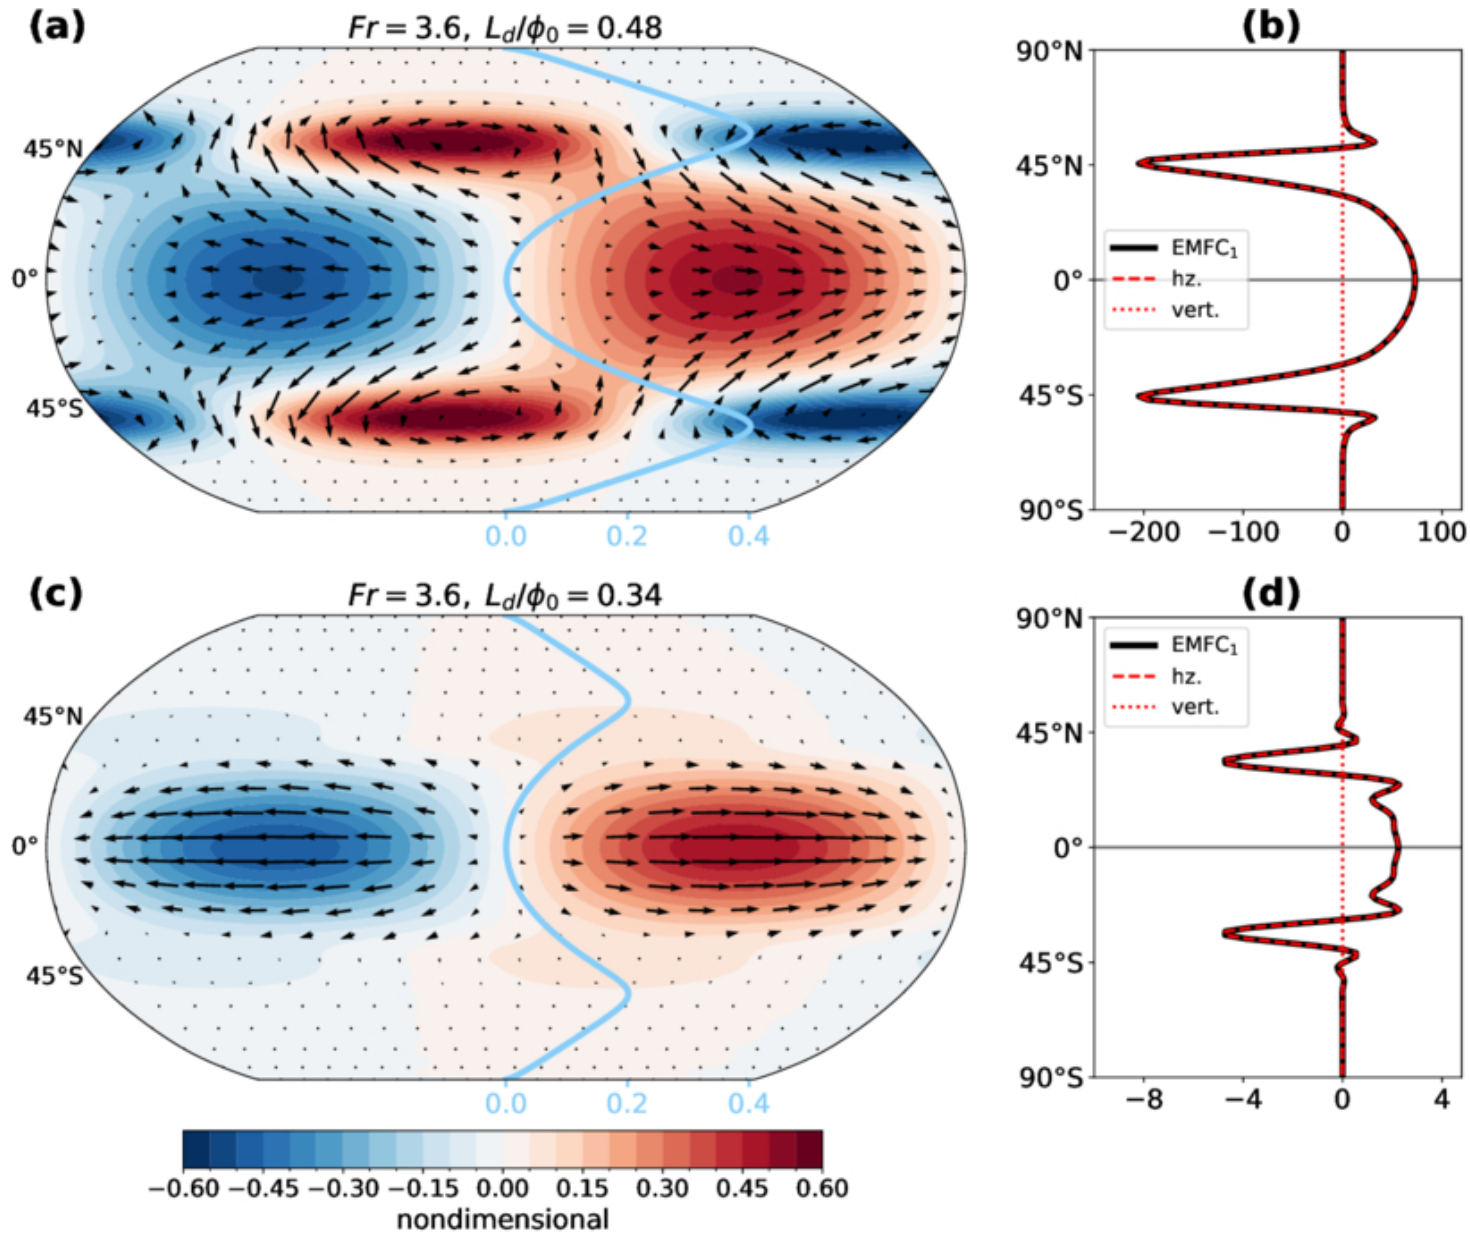 (a)
Fr = 3.6, L_d/ϕ_0 = 0.48
45°N
0°
45°S
0.0 0.2 0.4
(b)
90°N
45°N
0°
45°S
90°S
EMFC_1
hz.
vert.
−200 −100 0 100
(c)
Fr = 3.6, L_d/ϕ_0 = 0.34
45°N
0°
45°S
0.0 0.2 0.4
(d)
90°N
45°N
0°
45°S
90°S
EMFC_1
hz.
vert.
−8 −4 0 4
−0.60 −0.45 −0.30 −0.15 0.00 0.15 0.30 0.45 0.60
nondimensional